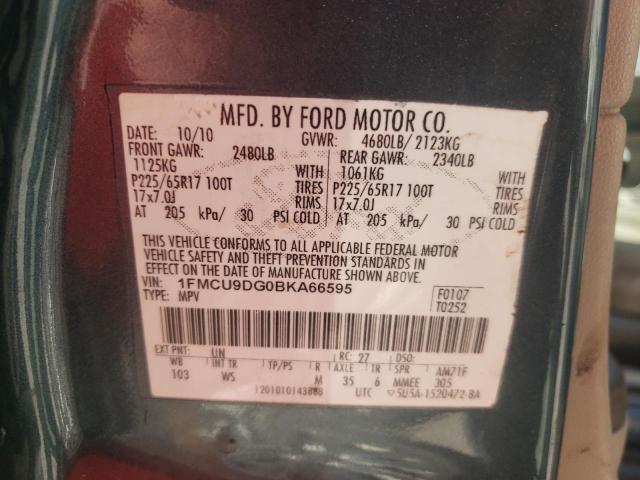 MFD. BY FORD MOTOR CO.
DATE: 10/10 GVWR: 4680LB/ 2123KG
FRONT GAWR: 2480LB REAR GAWR: 2340LB
1125KG WITH 1061KG WITH
P225/65R17 100T TIRES P225/65R17 100T TIRES
17x7.0J RIMS 17x7.0J RIMS
AT 205 kPa/ 30 PSI COLD AT 205 kPa/ 30 PSI COLD
THIS VEHICLE CONFORMS TO ALL APPLICABLE FEDERAL MOTOR
VEHICLE SAFETY AND THEFT PREVENTION STANDARDS IN
EFFECT ON THE DATE OF MANUFACTURE SHOWN ABOVE.
VIN: 1FMCU9DG0BKA66595 F0107
TYPE: MPV T0252
EXT PNT: UN RC: 27 DSO:
WB INT TR TP/PS R AXLE TR AM71F
103 WS M 35 6 MMEE 305
UTC 5U5A-1520472-BA